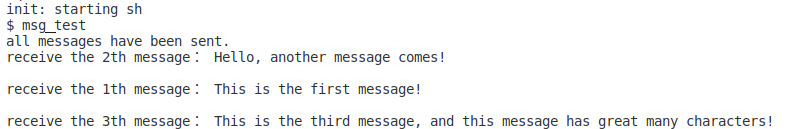 init: starting sh
$ msg_test
all messages have been sent.
receive the 2th message： Hello, another message comes!
receive the 1th message： This is the first message!
receive the 3th message： This is the third message, and this message has great many characters!